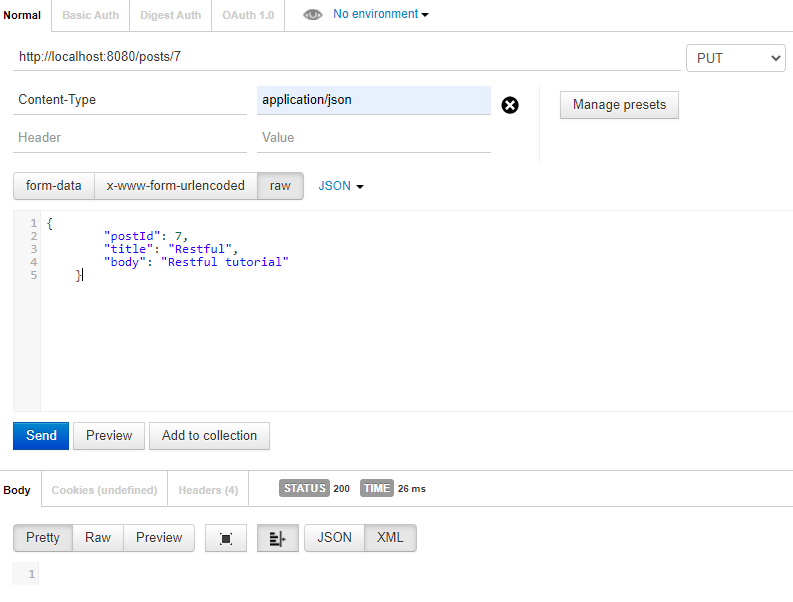 Normal Basic Auth Digest Auth OAuth 1.0 No environment
http://localhost:8080/posts/7 PUT
Content-Type application/json Manage presets
Header Value
form-data x-www-form-urlencoded raw JSON
1 {
2 "postId": 7,
3 "title": "Restful",
4 "body": "Restful tutorial"
5 }
Send Preview Add to collection
Body Cookies (undefined) Headers (4) STATUS 200 TIME 26 ms
Pretty Raw Preview JSON XML
1